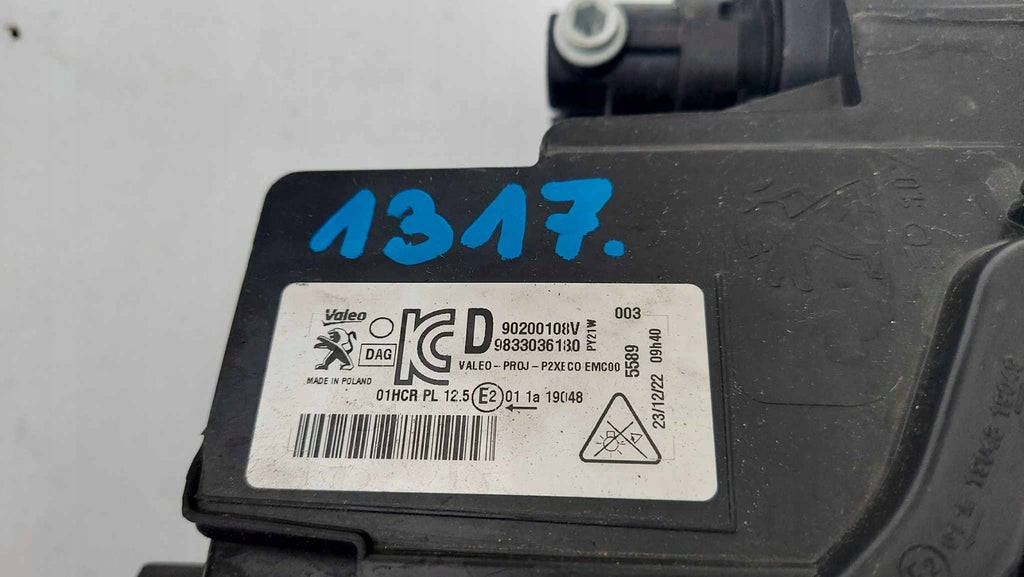 1317.
Valeo
DAG
MADE IN POLAND
KC
D
90200108V
9833036180
PY21W
VALEO-PROJ-P2XECO EMC00
003
5589
23/12/22 09h40
01HCR PL 12.5 E2 01 1a 19048